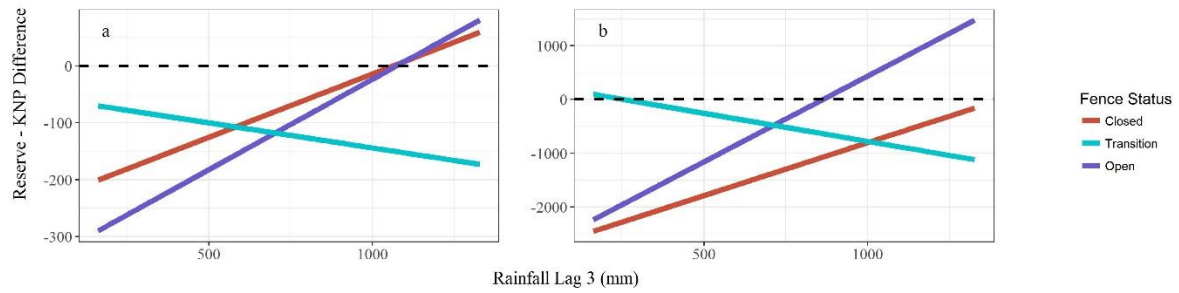 Reserve - KNP Difference
a
0
-100
-200
-300
500
1000
b
1000
0
-1000
-2000
500
1000
Rainfall Lag 3 (mm)
Fence Status
Closed
Transition
Open